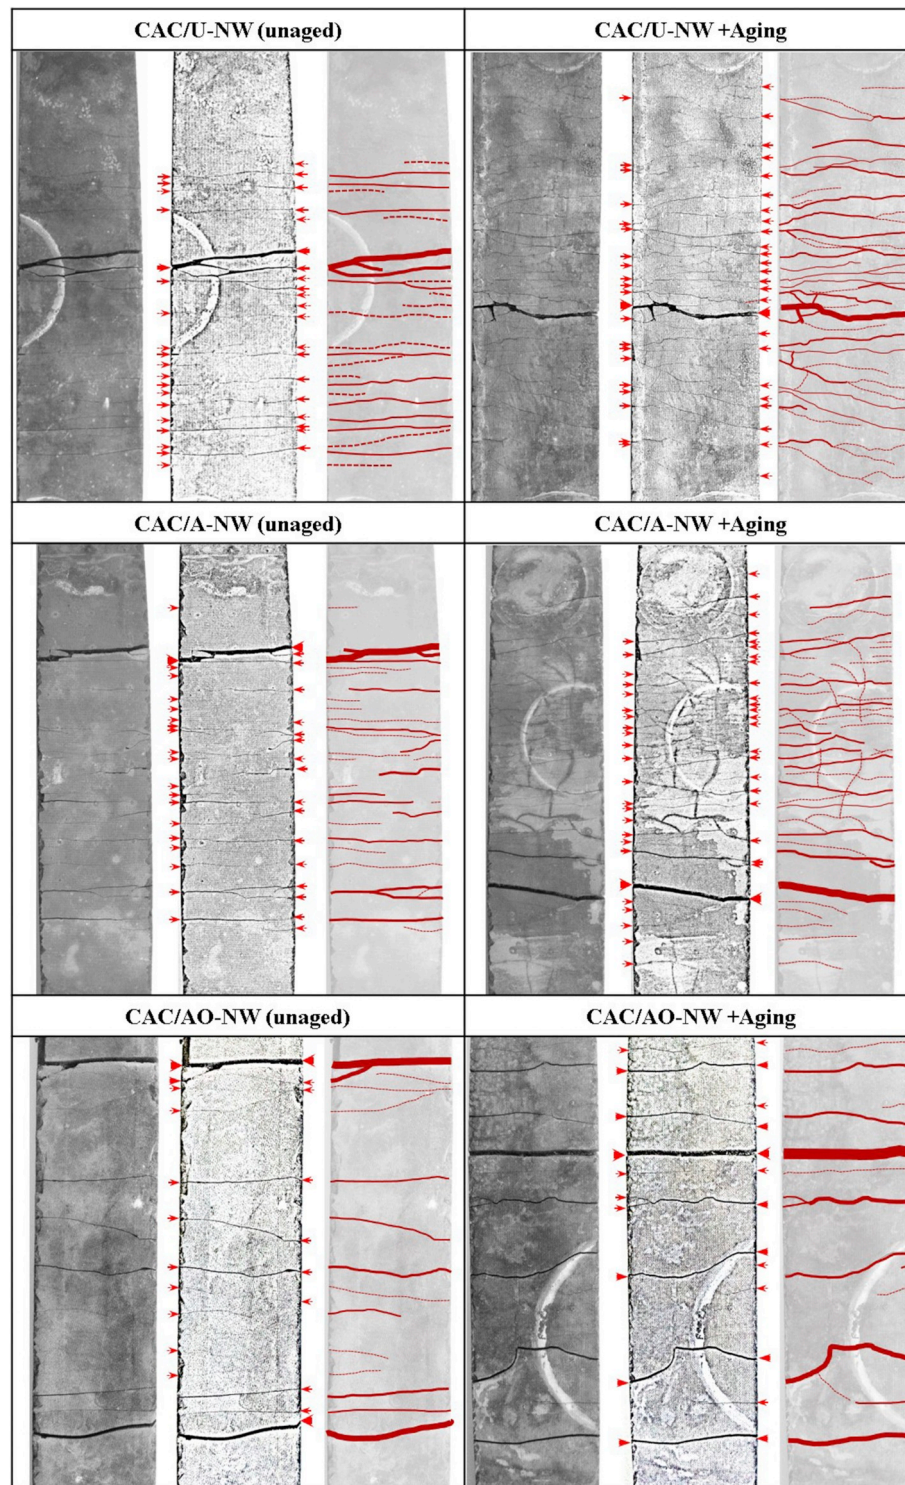 CAC/U-NW (unaged)
CAC/U-NW +Aging
CAC/A-NW (unaged)
CAC/A-NW +Aging
CAC/AO-NW (unaged)
CAC/AO-NW +Aging